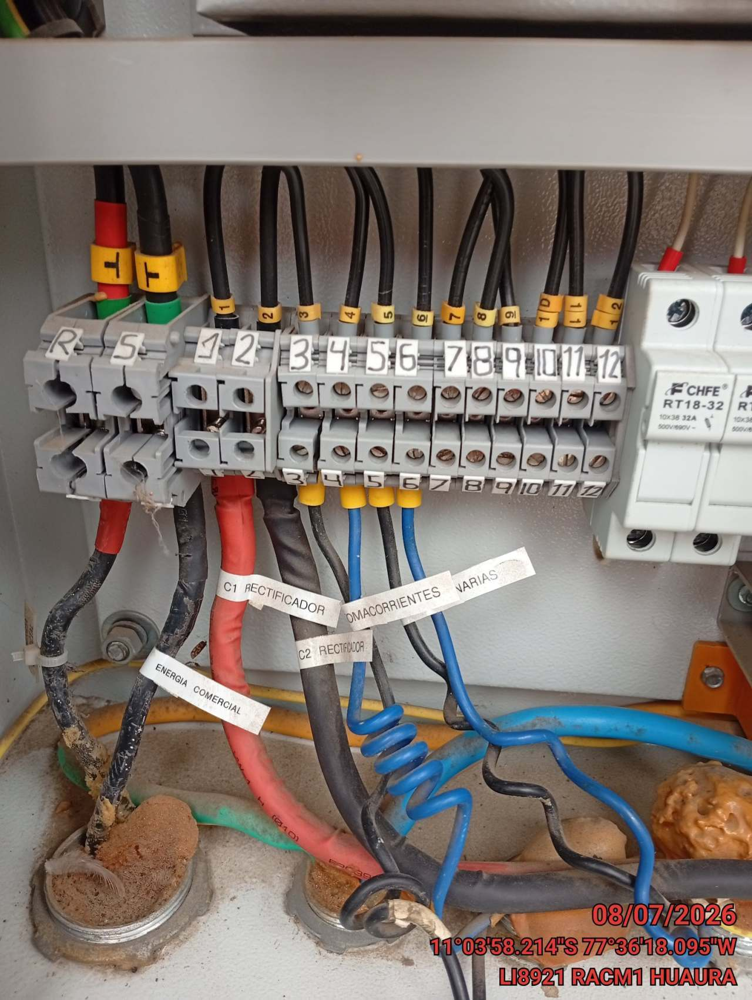 1
2
3
4
5
6
7
8
9
1D
11
12
R
S
1
2
3
4
5
6
7
8
9
10
11
12
CHFE®
RT18-32
10X38 32A
500V/690V~
1
2
3
4
5
6
7
8
9
10
11
12
C1 RECTIFICADOR
OMACORRIENTES
NARIAS
C2 RECTIFICADOR
ENERGIA COMERCIAL
08/07/2026
11°03'58.214"S 77°36'18.095"W
LI8921 RACM1 HUAURA